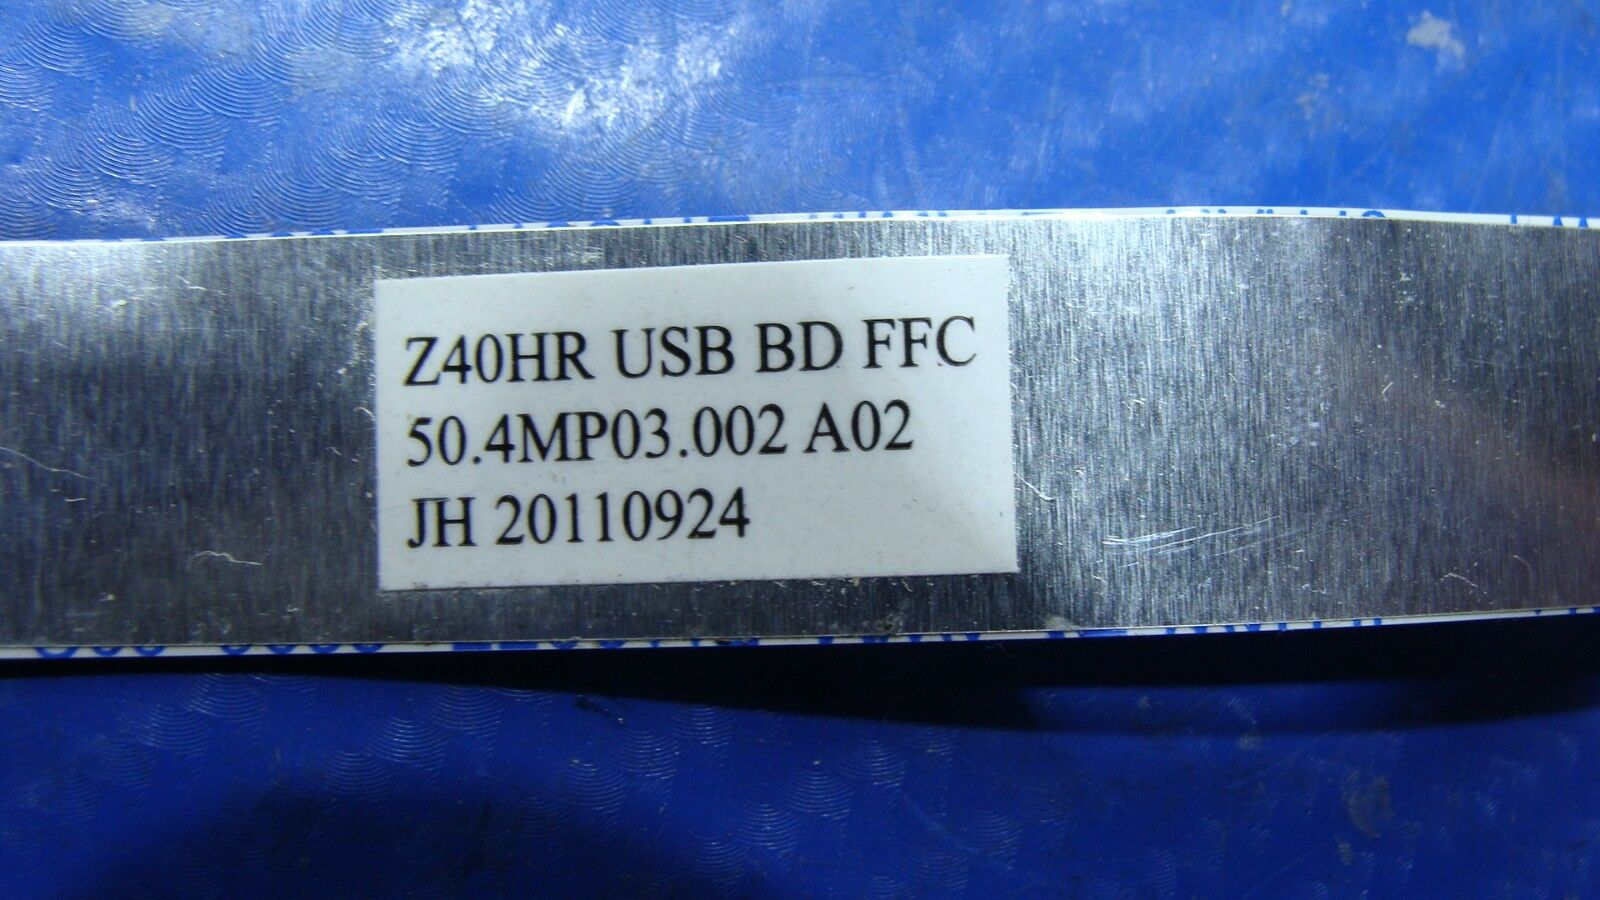 Z40HR USB BD FFC
50.4MP03.002 A02
JH 20110924